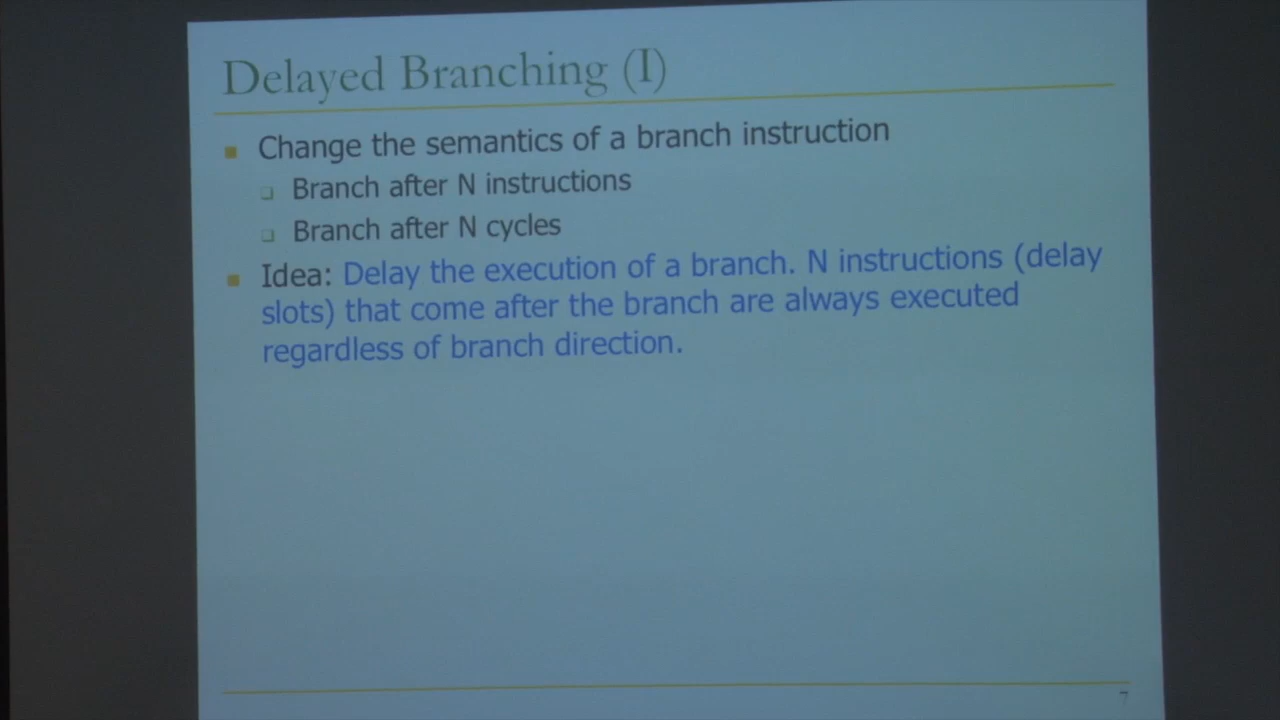 Delayed Branching (I)
Change the semantics of a branch instruction
Branch after N instructions
Branch after N cycles
Idea: Delay the execution of a branch. N instructions (delay
slots) that come after the branch are always executed
regardless of branch direction.
7